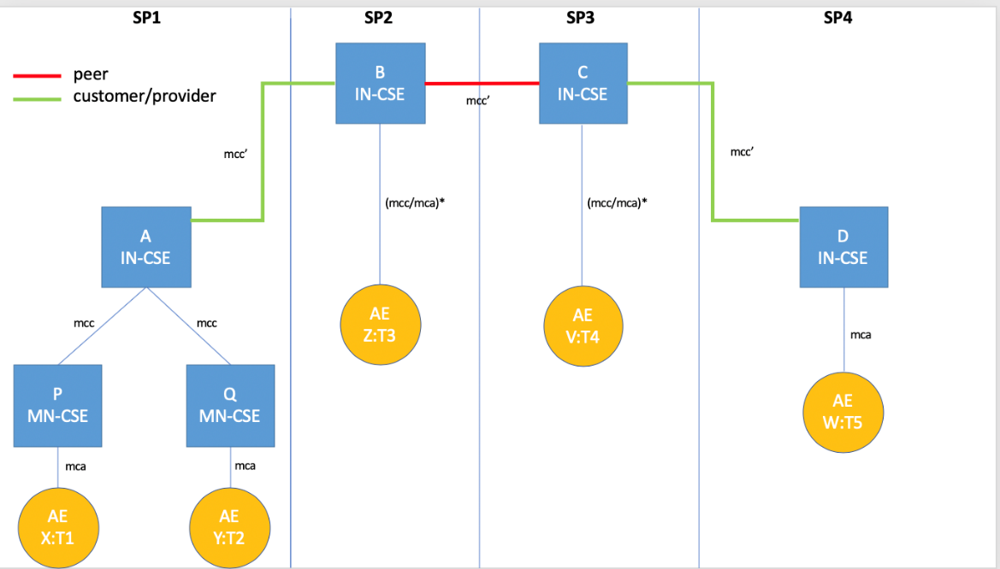 SP1
SP2
SP3
SP4
peer
customer/provider
B
IN-CSE
C
IN-CSE
mcc’
mcc’
mcc’
(mcc/mca)*
(mcc/mca)*
A
IN-CSE
D
IN-CSE
mcc
mcc
AE
Z:T3
AE
V:T4
mca
P
MN-CSE
Q
MN-CSE
AE
W:T5
mca
mca
AE
X:T1
AE
Y:T2